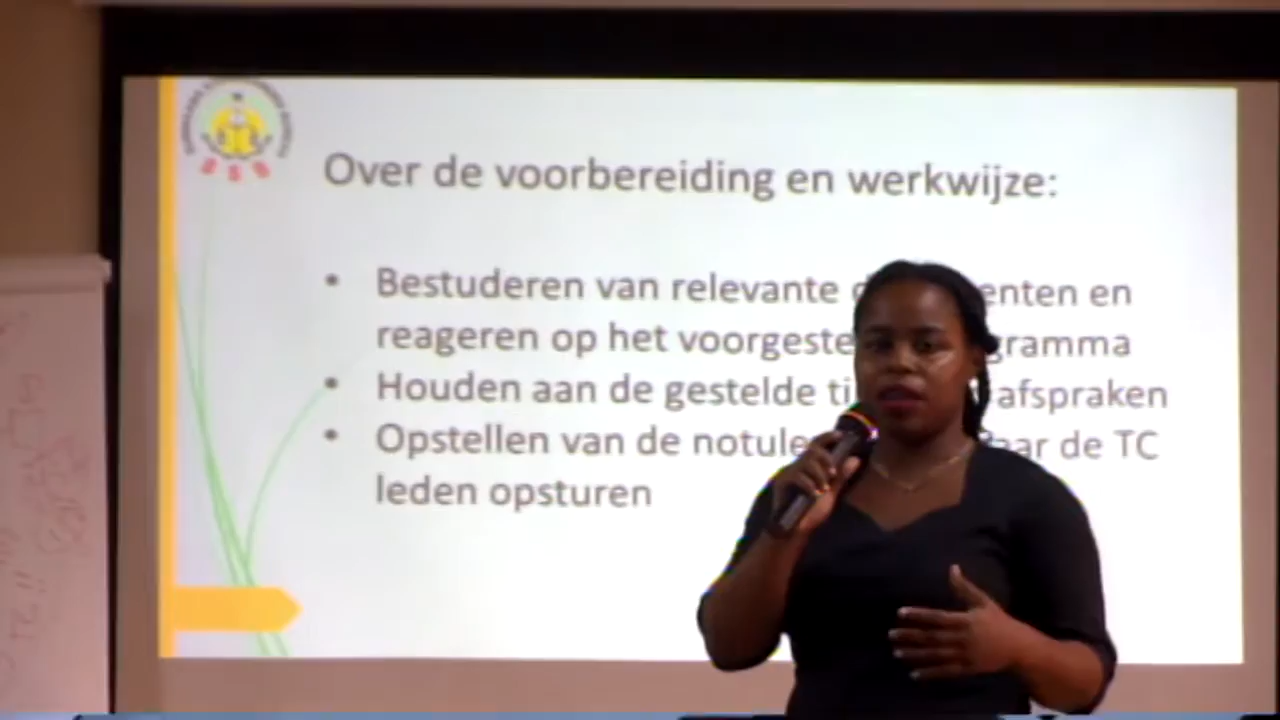 Over de voorbereiding en werkwijze:
• Bestuderen van relevante enten en
reageren op het voorgeste gramma
• Houden aan de gestelde ti afspraken
• Opstellen van de notule aar de TC
leden opsturen